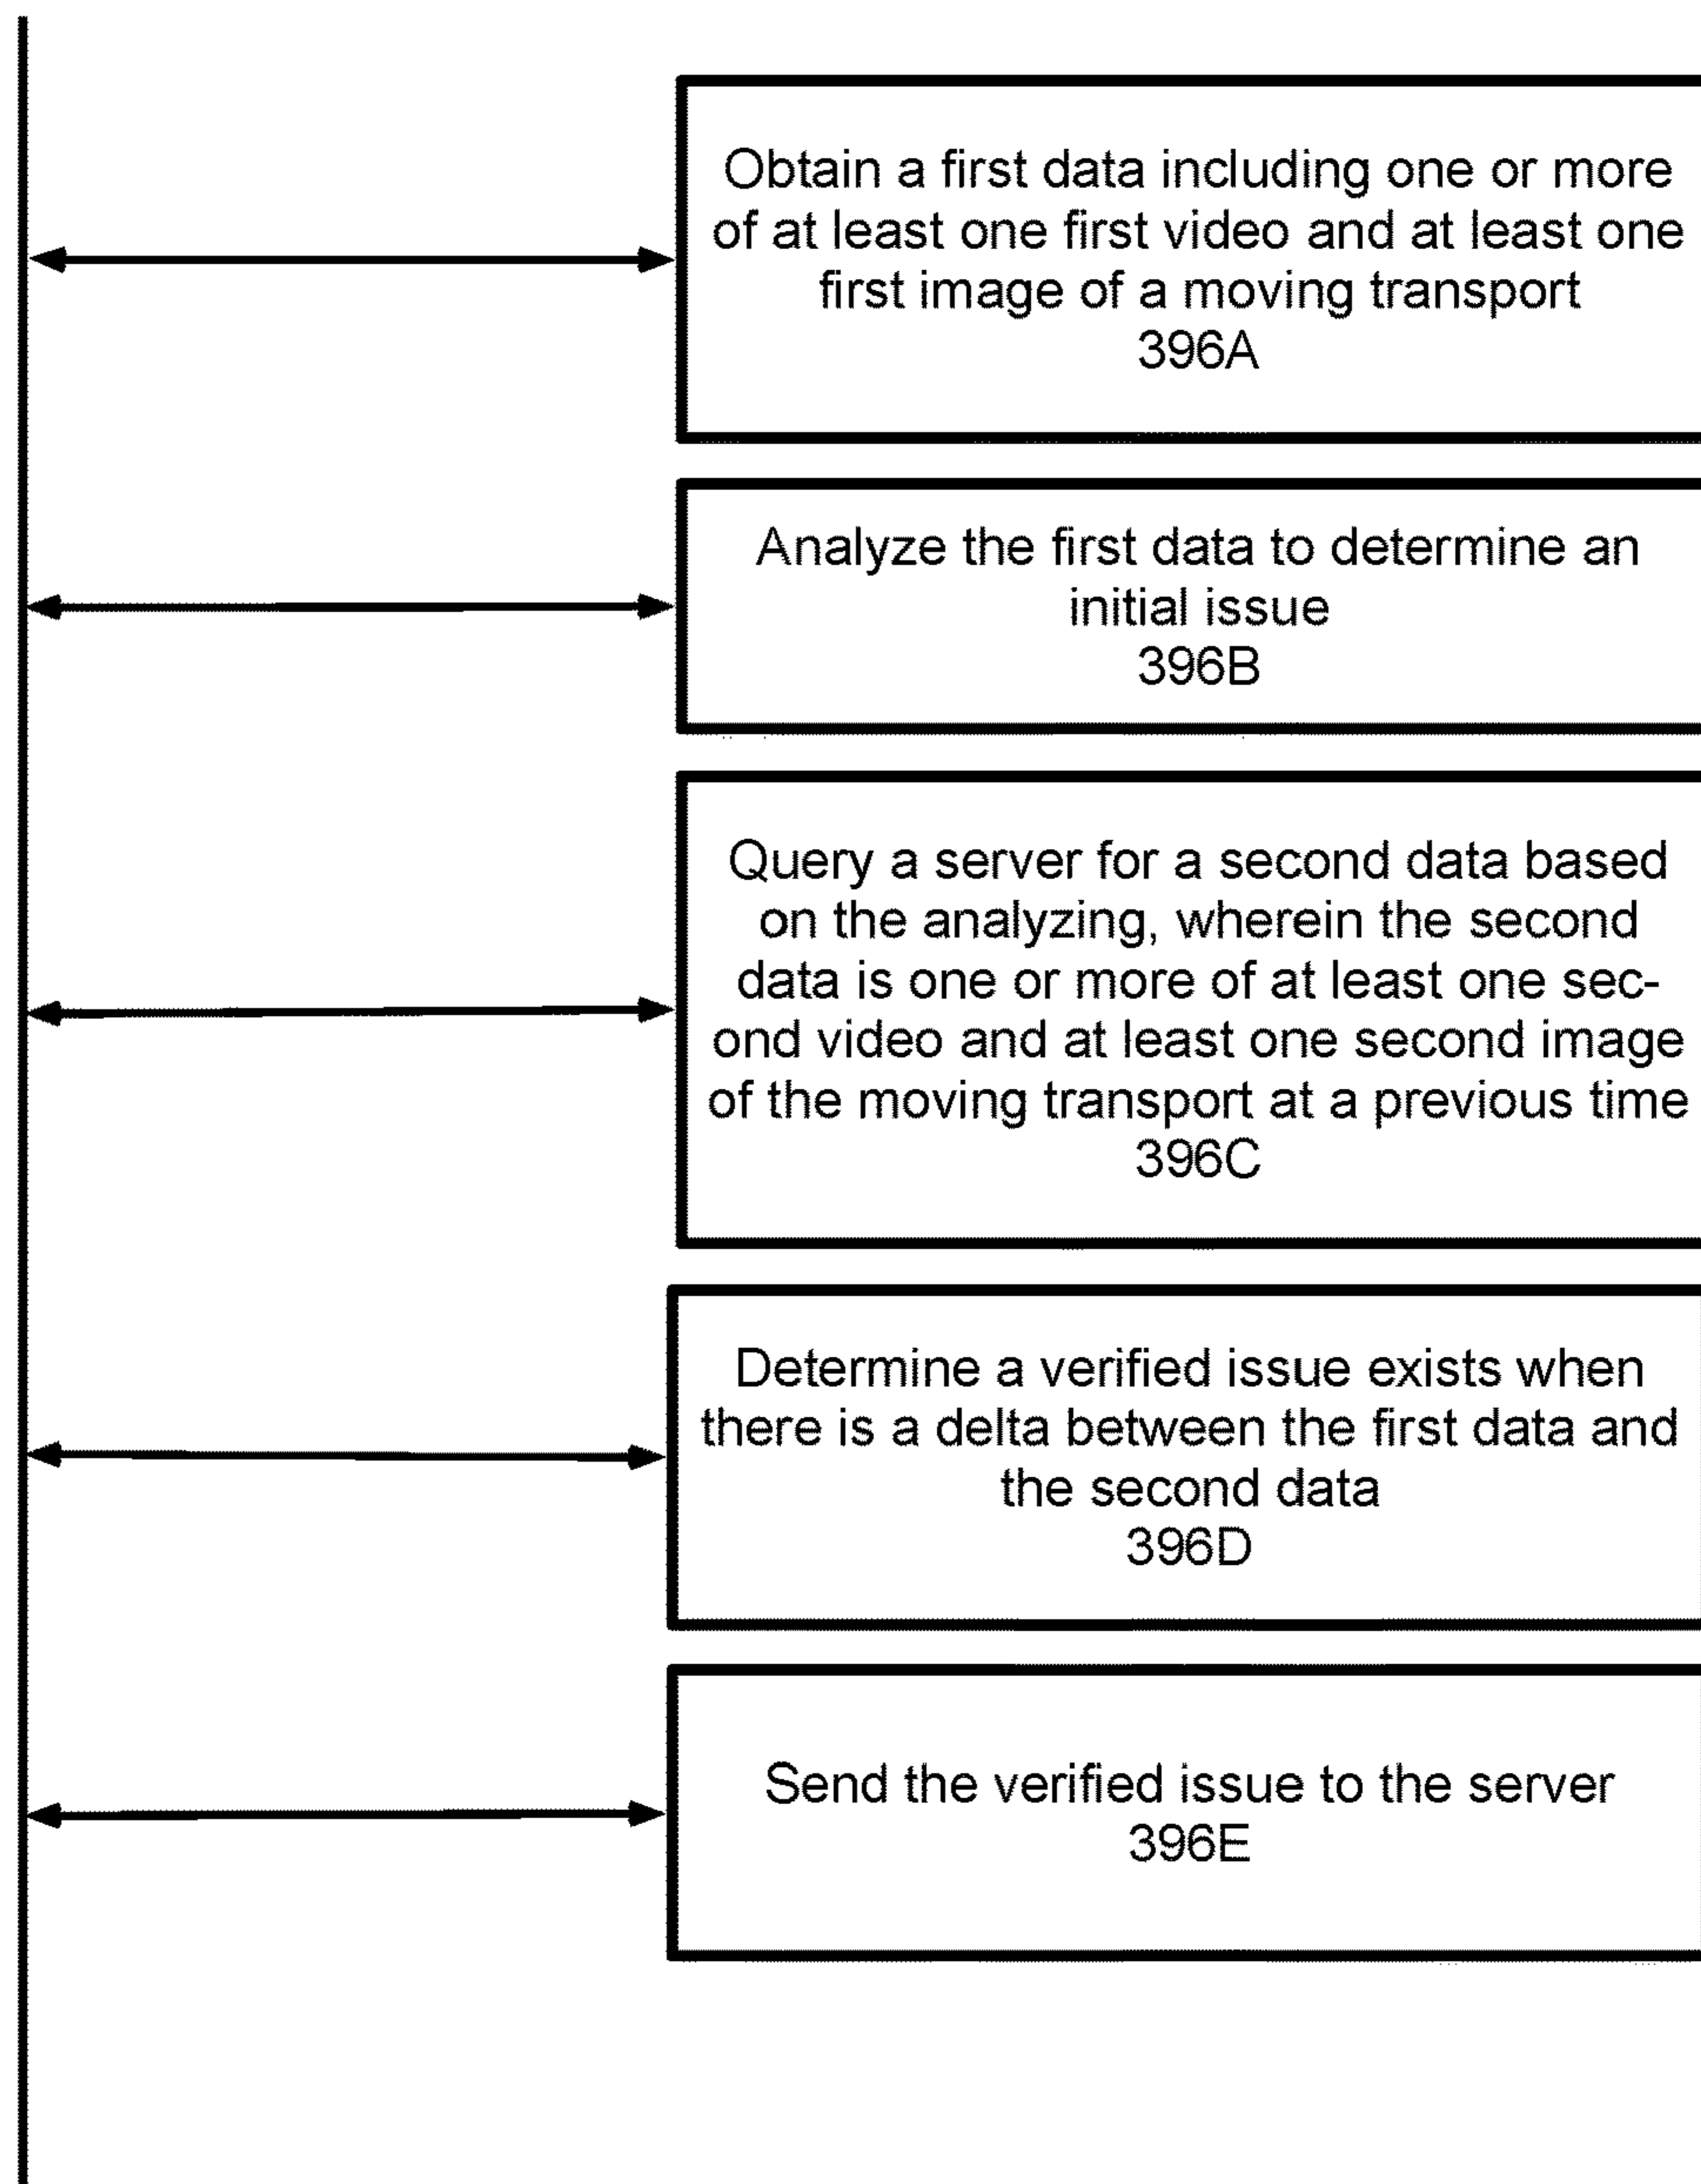 Obtain a first data including one or more
of at least one first video and at least one
first image of a moving transport
396A
Analyze the first data to determine an
initial issue
396B
Query a server for a second data based
on the analyzing, wherein the second
data is one or more of at least one sec-
ond video and at least one second image
of the moving transport at a previous time
396C
Determine a verified issue exists when
there is a delta between the first data and
the second data
396D
Send the verified issue to the server
396E